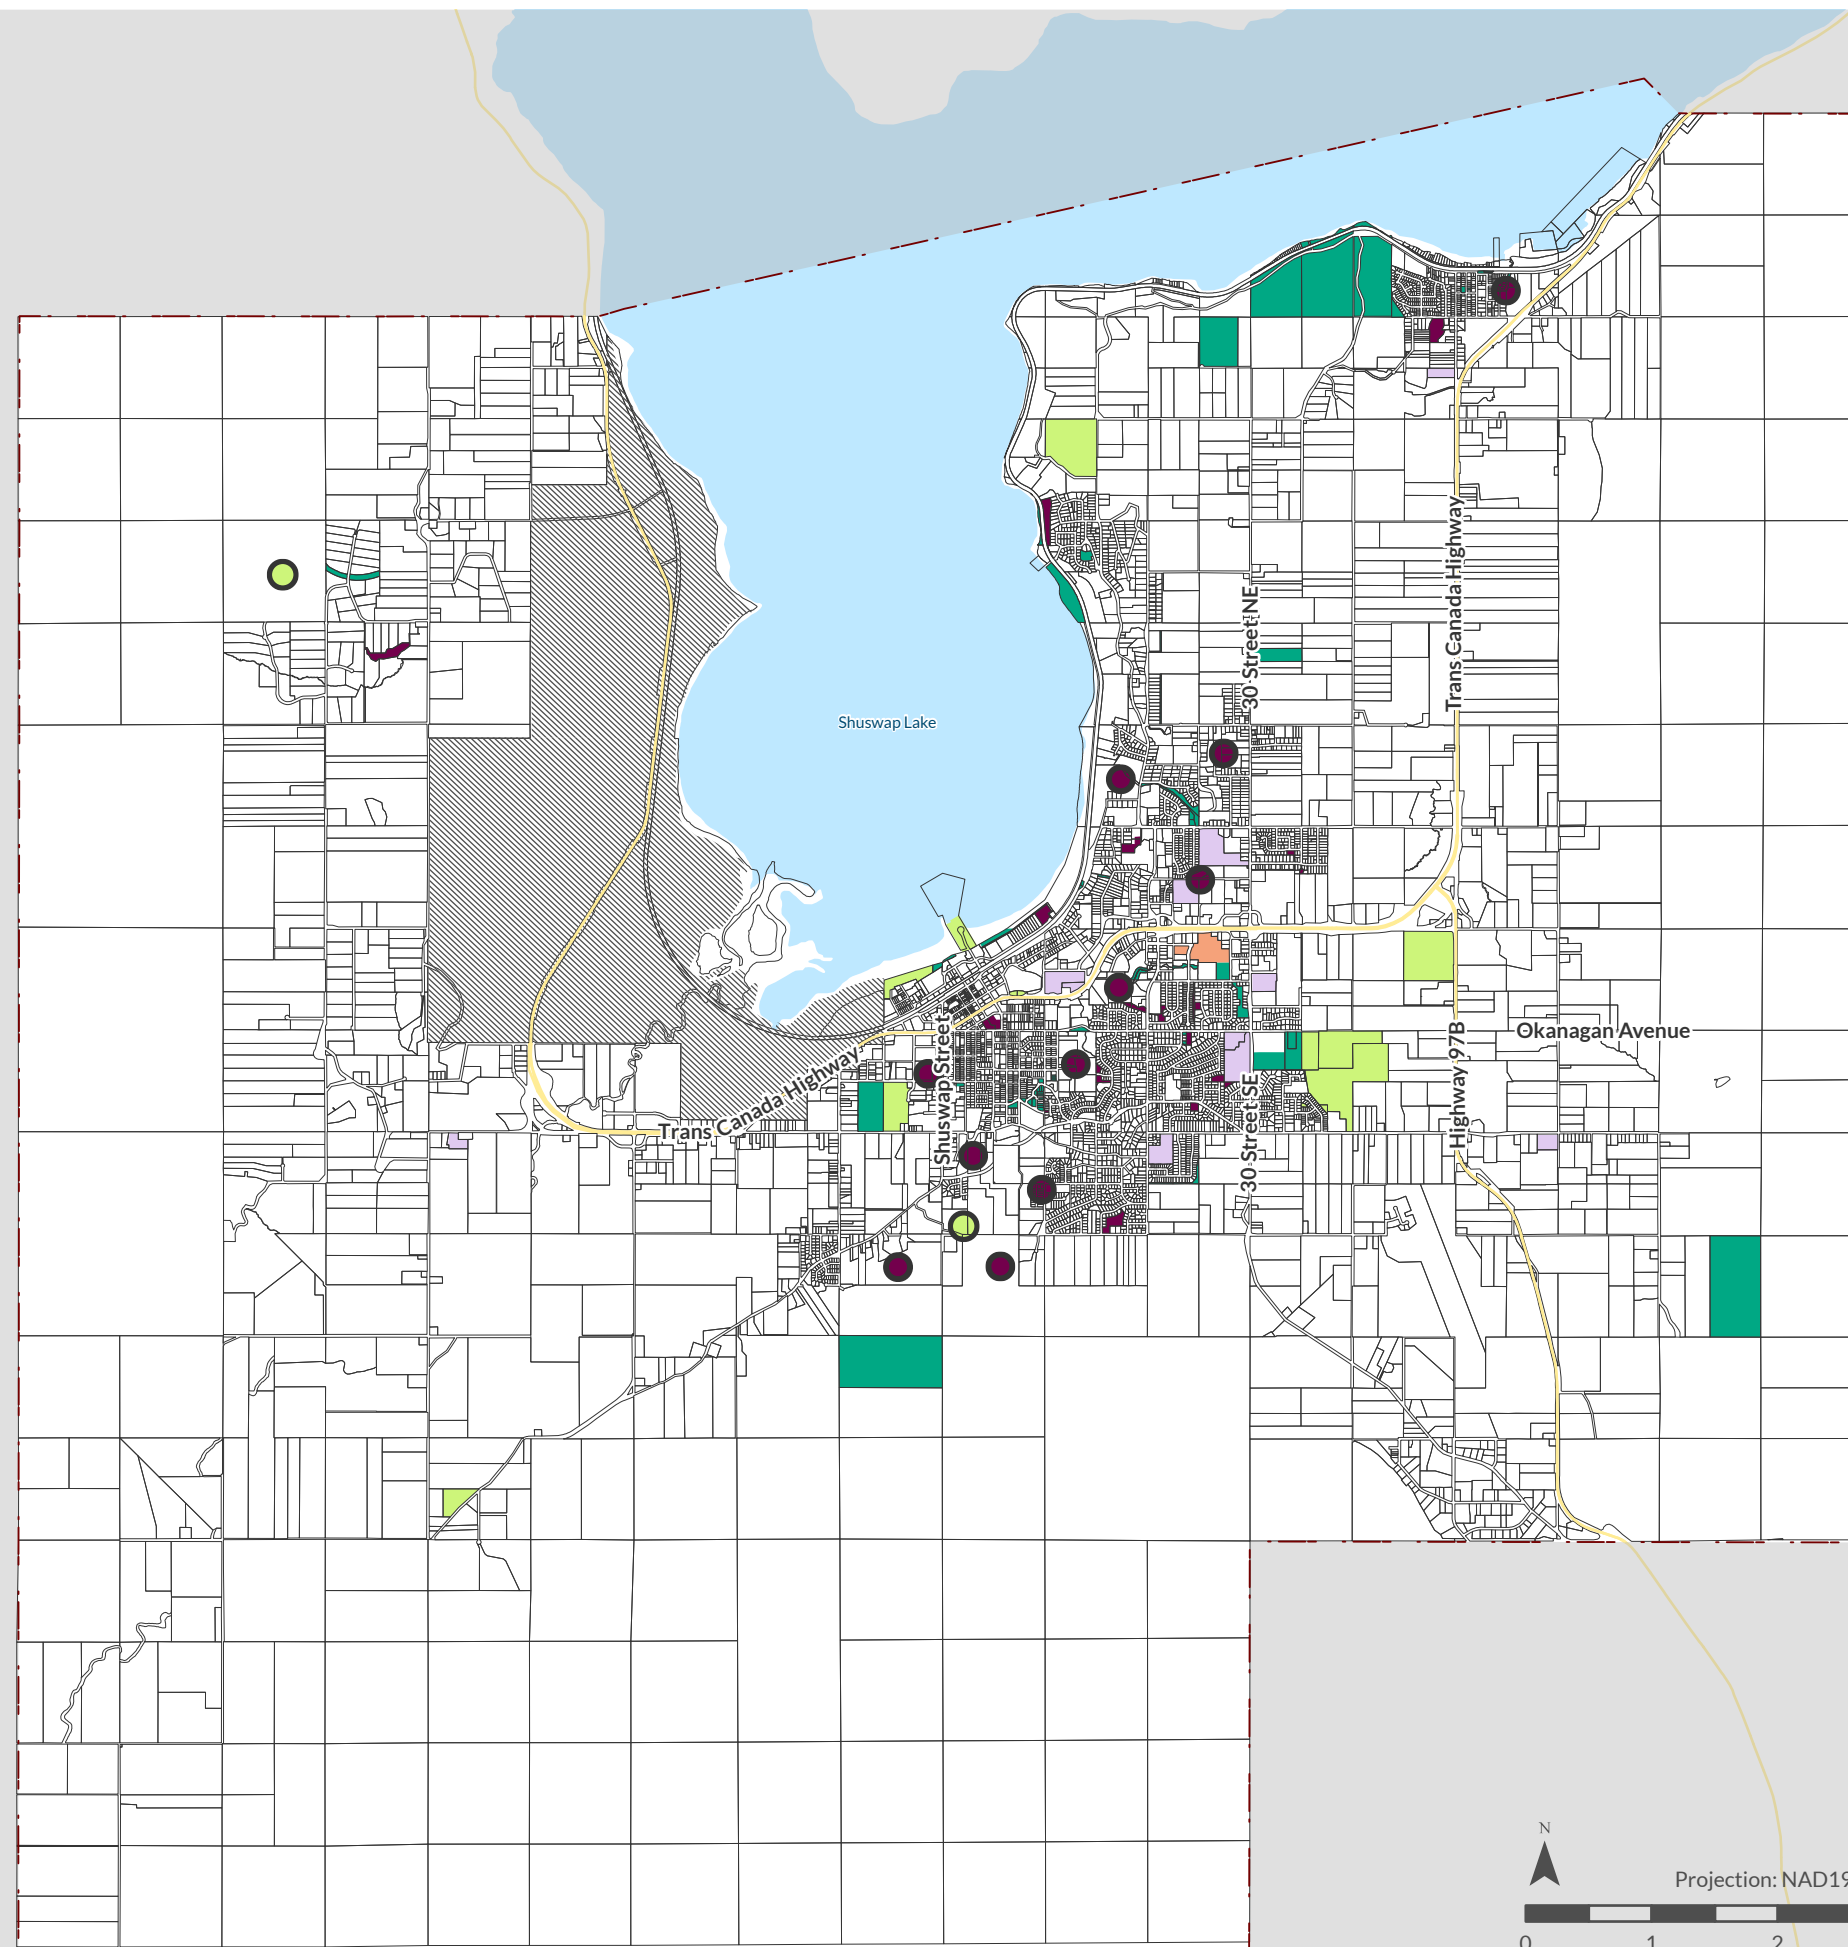 Trans Canada Highway
30 Street NE
Shuswap Lake
Okanagan Avenue
Highway 97B
Shuswap Street
Trans Canada Highway
30 Street SE
N
Projection: NAD19
0 1 2